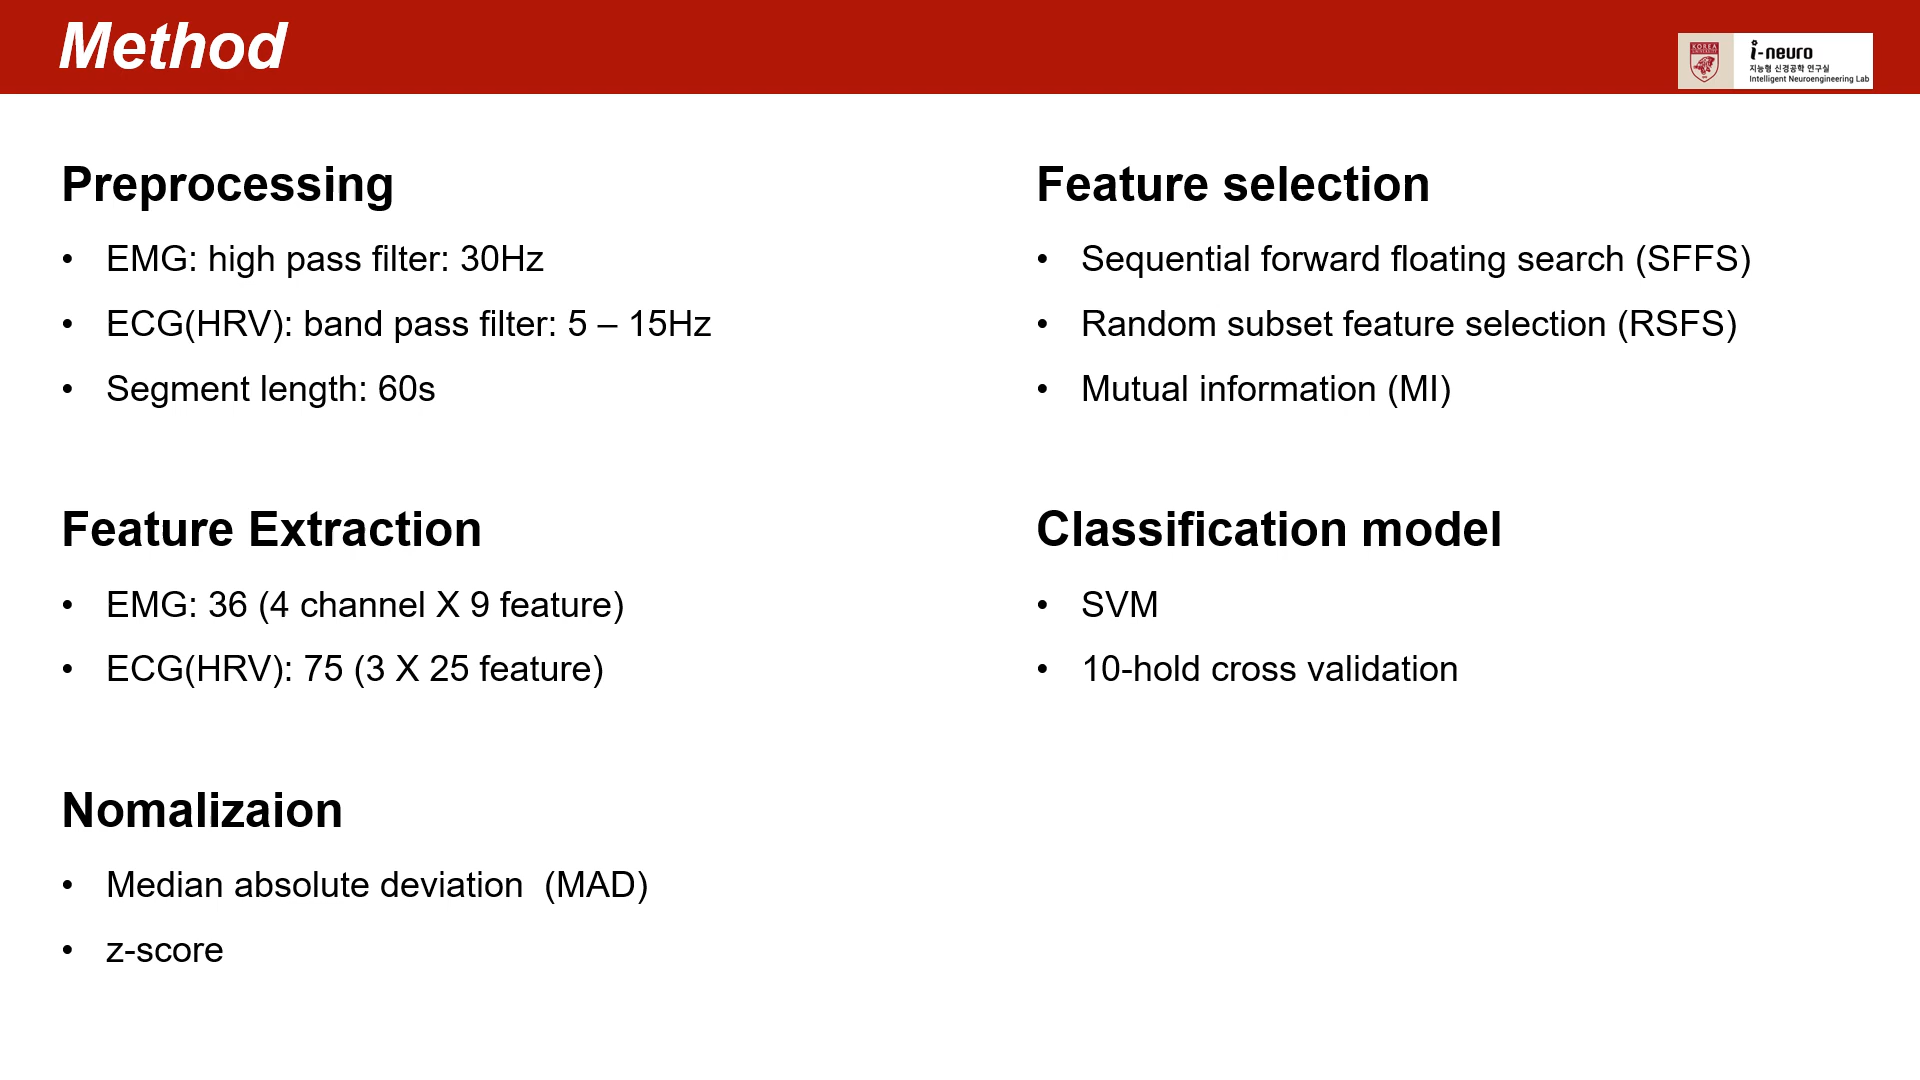 Method
KOREA
UNIVERSITY
i-neuro
지능형 신경공학 연구실
Intelligent Neuroengineering Lab
Preprocessing
• EMG: high pass filter: 30Hz
• ECG(HRV): band pass filter: 5 – 15Hz
• Segment length: 60s
Feature Extraction
• EMG: 36 (4 channel X 9 feature)
• ECG(HRV): 75 (3 X 25 feature)
Nomalizaion
• Median absolute deviation  (MAD)
• z-score
Feature selection
• Sequential forward floating search (SFFS)
• Random subset feature selection (RSFS)
• Mutual information (MI)
Classification model
• SVM
• 10-hold cross validation